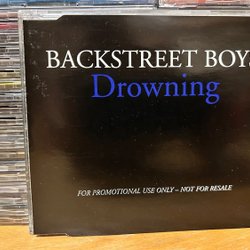 BACKSTREET BOYS
Drowning
FOR PROMOTIONAL USE ONLY – NOT FOR RESALE